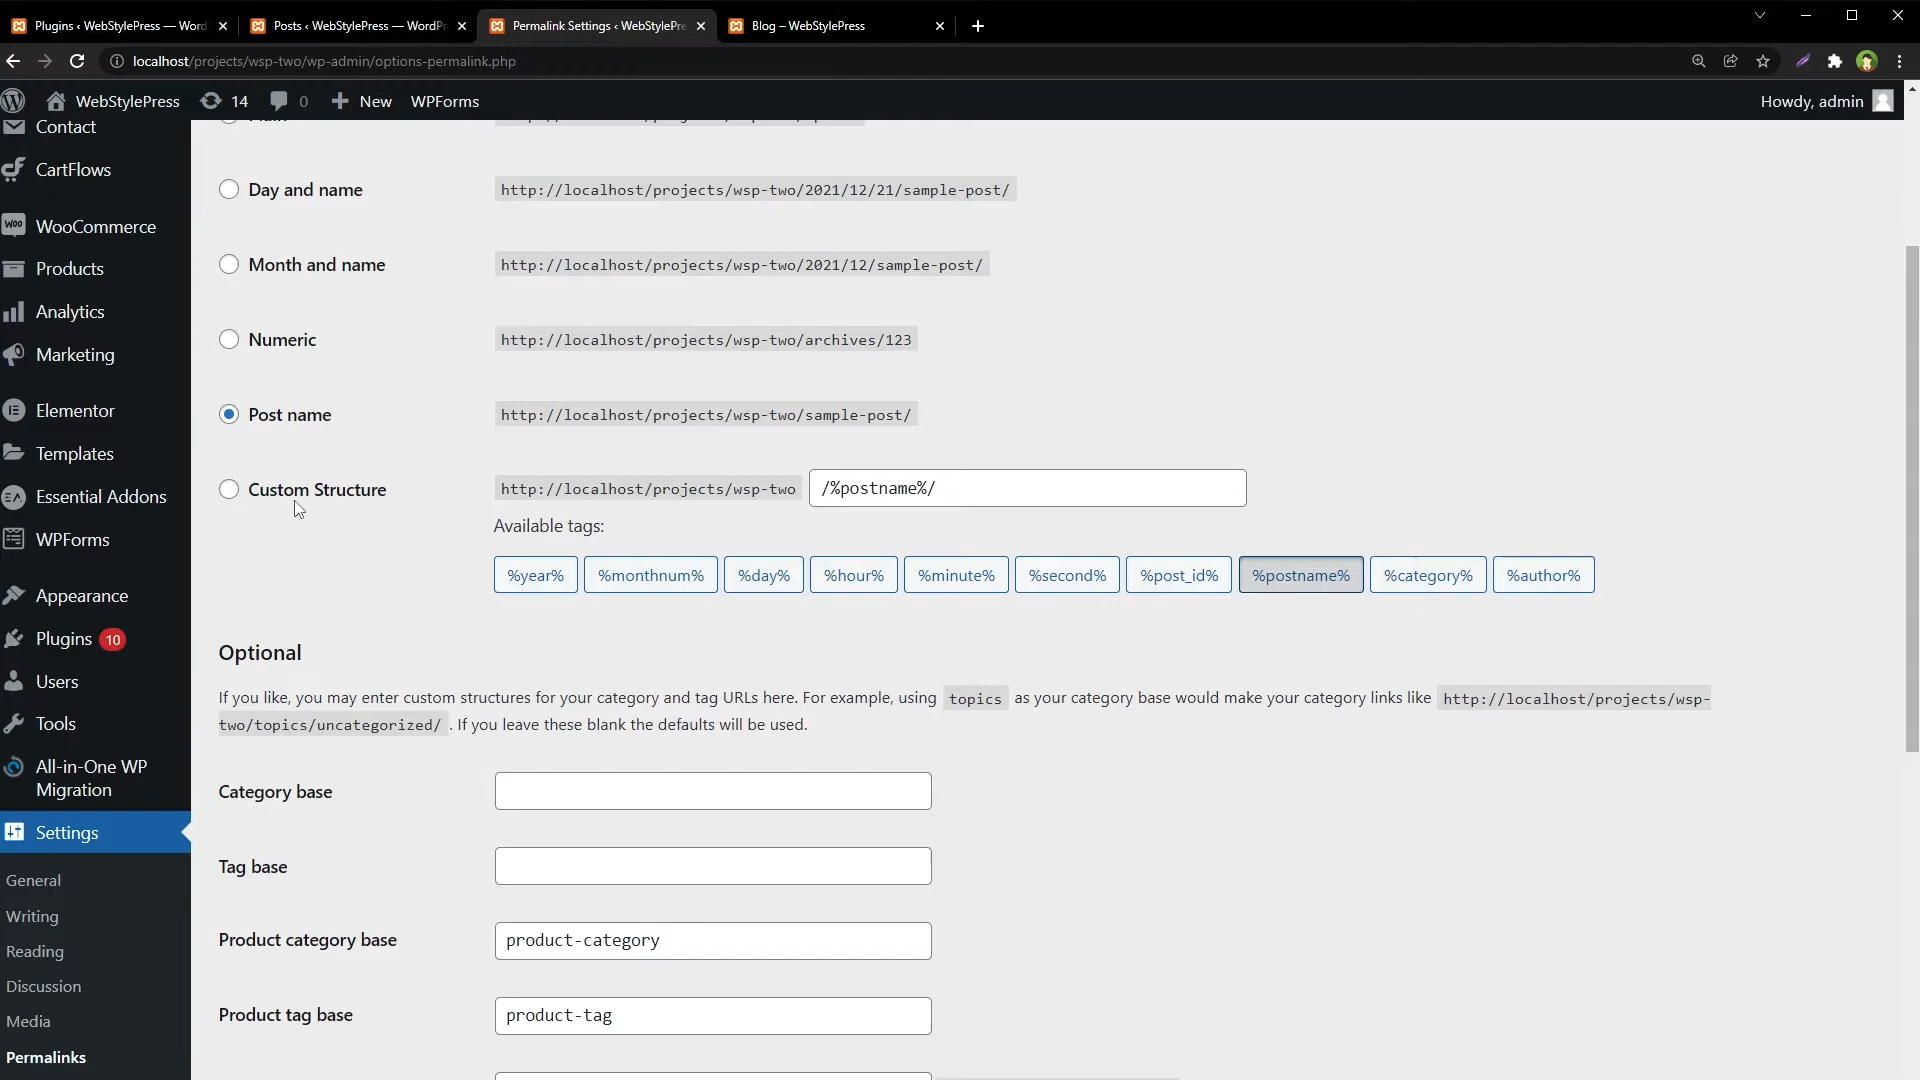 Plugins ‹ WebStylePress — Word
Posts ‹ WebStylePress — WordPr
Permalink Settings ‹ WebStylePre
Blog – WebStylePress
localhost/projects/wsp-two/wp-admin/options-permalink.php
WebStylePress
14
0
New
WPForms
Howdy, admin
Contact
CartFlows
WooCommerce
Products
Analytics
Marketing
Elementor
Templates
Essential Addons
WPForms
Appearance
Plugins 10
Users
Tools
All-in-One WP
Migration
Settings
General
Writing
Reading
Discussion
Media
Permalinks
Day and name
http://localhost/projects/wsp-two/2021/12/21/sample-post/
Month and name
http://localhost/projects/wsp-two/2021/12/sample-post/
Numeric
http://localhost/projects/wsp-two/archives/123
Post name
http://localhost/projects/wsp-two/sample-post/
Custom Structure
http://localhost/projects/wsp-two
/%postname%/
Available tags:
%year%
%monthnum%
%day%
%hour%
%minute%
%second%
%post_id%
%postname%
%category%
%author%
Optional
If you like, you may enter custom structures for your category and tag URLs here. For example, using topics as your category base would make your category links like http://localhost/projects/wsp-
two/topics/uncategorized/ . If you leave these blank the defaults will be used.
Category base
Tag base
Product category base
product-category
Product tag base
product-tag